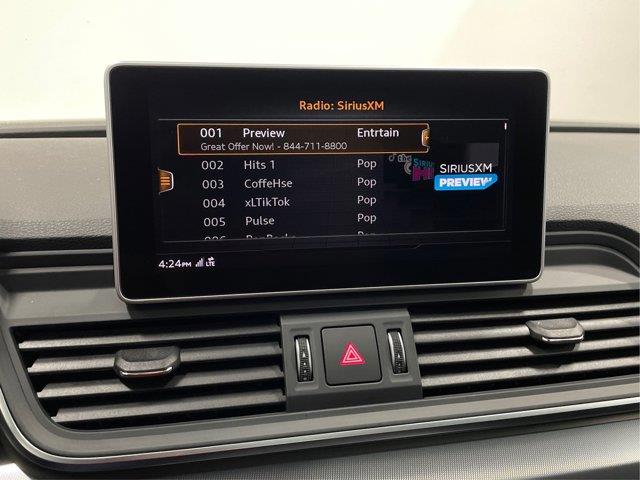 Radio: SiriusXM
001 Preview Entrtain
Great Offer Now! - 844-711-8800
002 Hits 1 Pop
003 CoffeHse Pop
004 xLTikTok Pop
005 Pulse Pop
SIRIUSXM
PREVIEW
4:24PM LTE